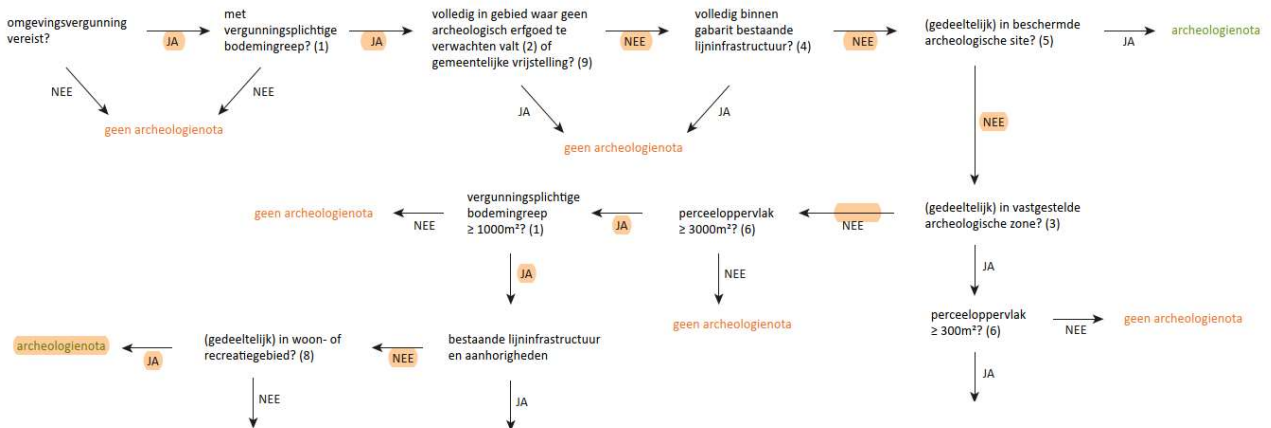 omgevingsvergunning
vereist?
JA
met
vergunningsplichtige
bodemingreep? (1)
JA
volledig in gebied waar geen
archeologisch erfgoed te
verwachten valt (2) of
gemeentelijke vrijstelling? (9)
NEE
volledig binnen
gabarit bestaande
lijninfrastructuur? (4)
NEE
(gedeeltelijk) in beschermde
archeologische site? (5)
JA
archeologienota
NEE
NEE
geen archeologienota
JA
JA
geen archeologienota
NEE
geen archeologienota
NEE
vergunningsplichtige
bodemingreep
≥ 1000m²? (1)
JA
perceeloppervlak
≥ 3000m²? (6)
NEE
(gedeeltelijk) in vastgestelde
archeologische zone? (3)
JA
NEE
JA
geen archeologienota
perceeloppervlak
≥ 300m²? (6)
NEE
geen archeologienota
archeologienota
JA
(gedeeltelijk) in woon- of
recreatiegebied? (8)
NEE
bestaande lijninfrastructuur
en aanhorigheden
NEE
JA
JA